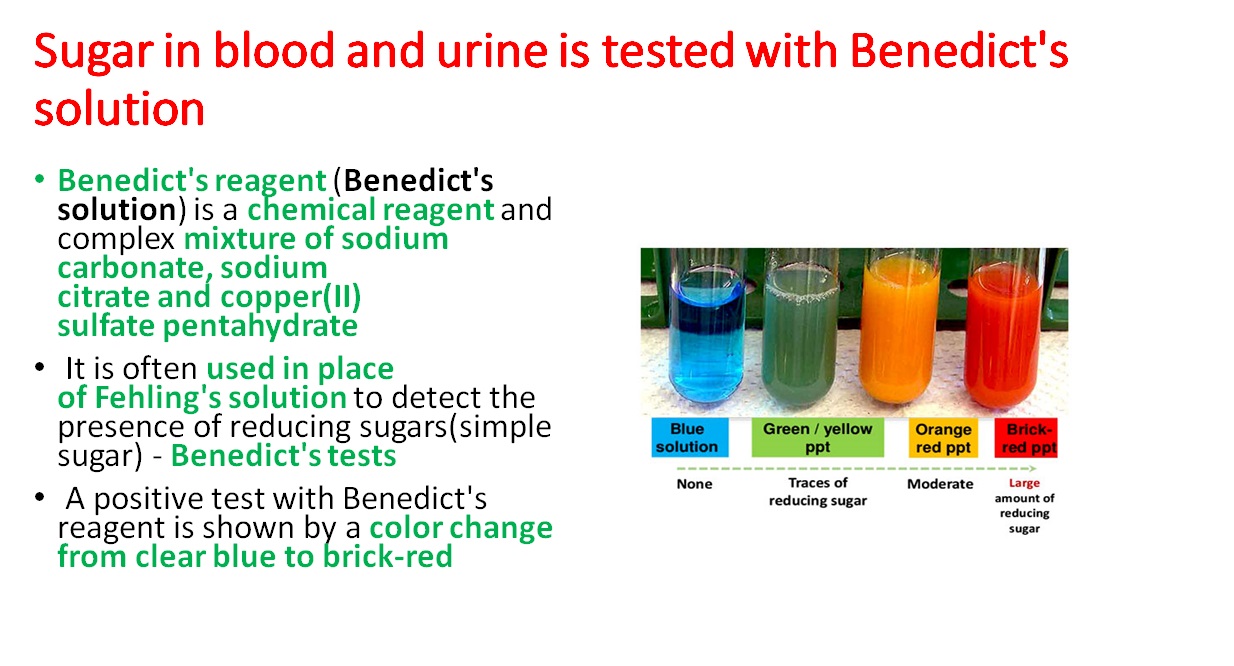 Sugar in blood and urine is tested with Benedict's
solution
• Benedict's reagent (Benedict's
solution) is a chemical reagent and
complex mixture of sodium
carbonate, sodium
citrate and copper(II)
sulfate pentahydrate
• It is often used in place
of Fehling's solution to detect the
presence of reducing sugars(simple
sugar) - Benedict's tests
• A positive test with Benedict's
reagent is shown by a color change
from clear blue to brick-red
Blue
solution
Green / yellow
ppt
Orange
red ppt
Brick-
red ppt
None
Traces of
reducing sugar
Moderate
Large
amount of
reducing
sugar